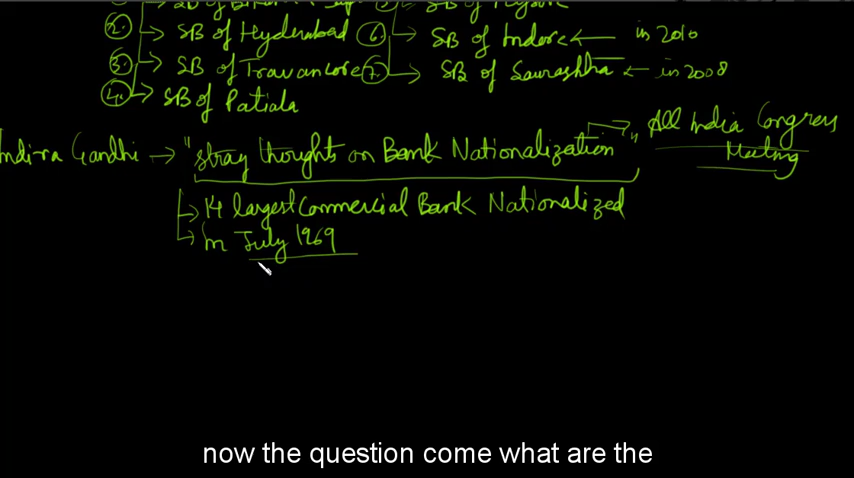 2. → SB of Hyderabad 6. → SB of Indore ← in 2010
3. → SB of Travancore 7. → SB of Saurashtra ← in 2008
4. → SB of Patiala
Indira Gandhi → "Stray thoughts on Bank Nationalization" → All India Congress Meeting
→ 14 largest Commercial Bank Nationalized
→ in July 1969
now the question come what are the